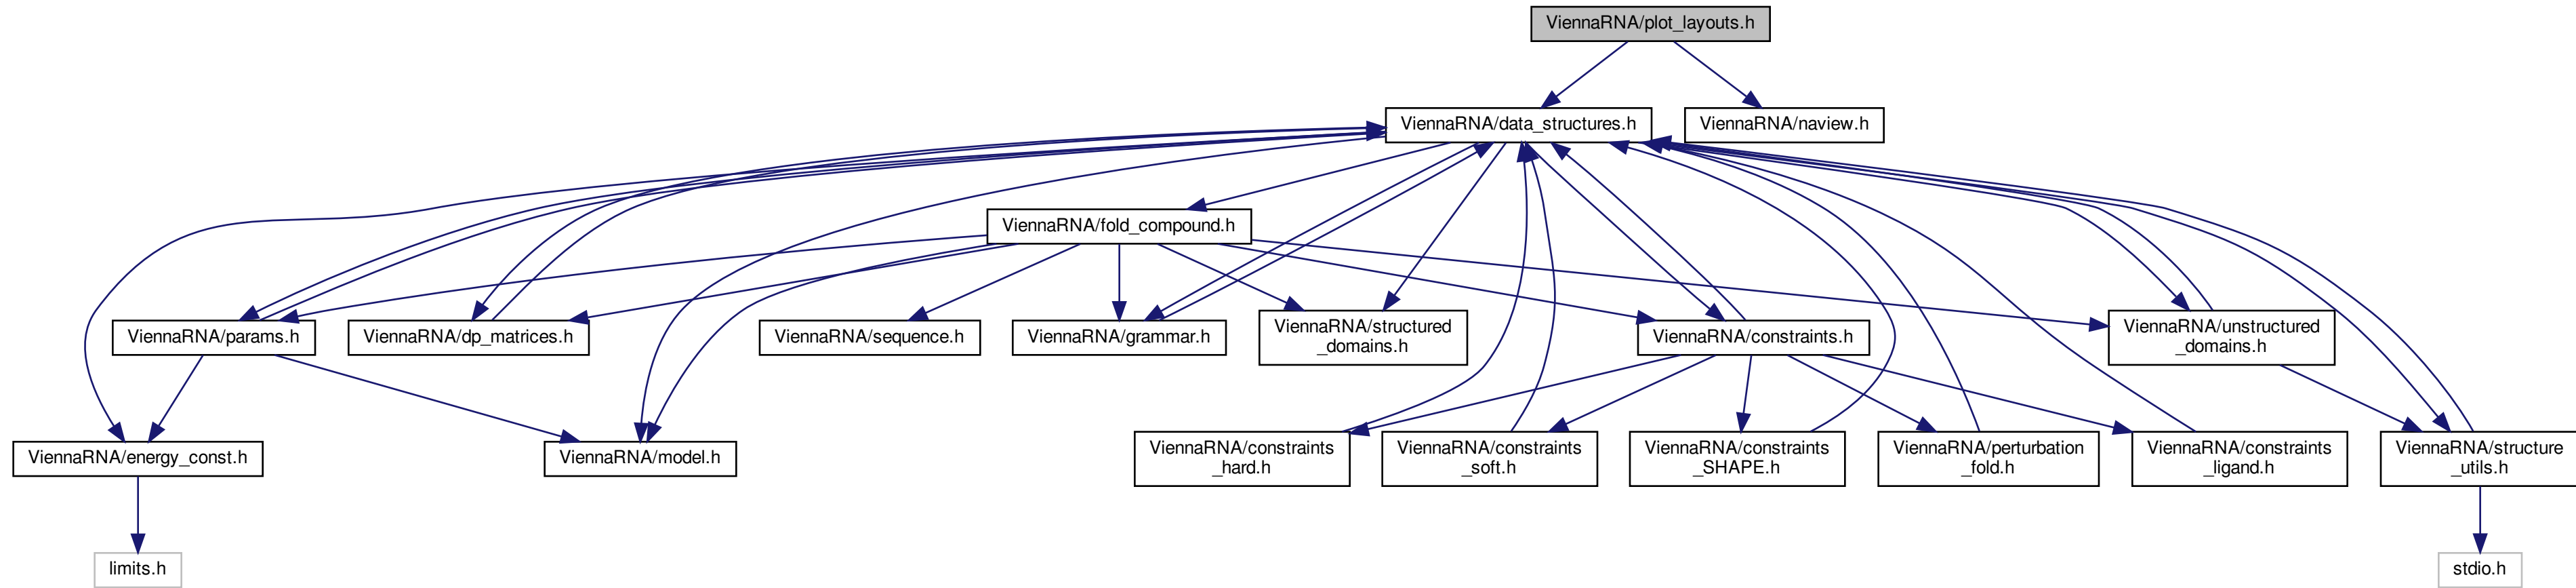 ViennaRNA/plot_layouts.h
ViennaRNA/data_structures.h
ViennaRNA/naview.h
ViennaRNA/fold_compound.h
ViennaRNA/params.h
ViennaRNA/dp_matrices.h
ViennaRNA/sequence.h
ViennaRNA/grammar.h
ViennaRNA/structured
_domains.h
ViennaRNA/constraints.h
ViennaRNA/unstructured
_domains.h
ViennaRNA/energy_const.h
ViennaRNA/model.h
ViennaRNA/constraints
_hard.h
ViennaRNA/constraints
_soft.h
ViennaRNA/constraints
_SHAPE.h
ViennaRNA/perturbation
_fold.h
ViennaRNA/constraints
_ligand.h
ViennaRNA/structure
_utils.h
limits.h
stdio.h